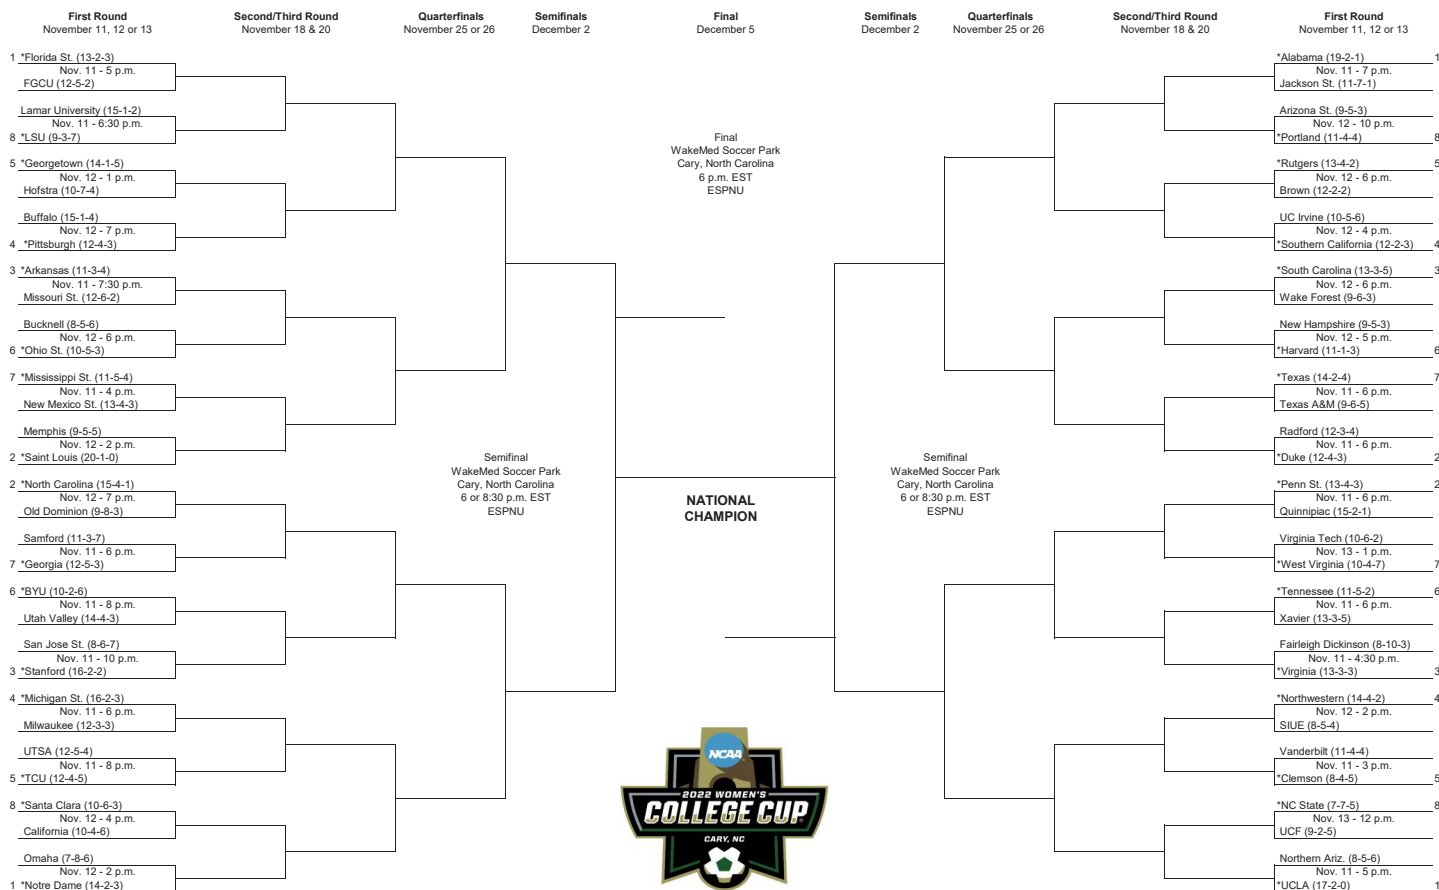 First Round
November 11, 12 or 13
Second/Third Round
November 18 & 20
Quarterfinals
November 25 or 26
Semifinals
December 2
Final
December 5
Semifinals
December 2
Quarterfinals
November 25 or 26
Second/Third Round
November 18 & 20
First Round
November 11, 12 or 13
1 *Florida St. (13-2-3)
Nov. 11 - 5 p.m.
FGCU (12-5-2)
Lamar University (15-1-2)
Nov. 11 - 6:30 p.m.
8 *LSU (9-3-7)
5 *Georgetown (14-1-5)
Nov. 12 - 1 p.m.
Hofstra (10-7-4)
Buffalo (15-1-4)
Nov. 12 - 7 p.m.
4 *Pittsburgh (12-4-3)
3 *Arkansas (11-3-4)
Nov. 11 - 7:30 p.m.
Missouri St. (12-6-2)
Bucknell (8-5-6)
Nov. 12 - 6 p.m.
6 *Ohio St. (10-5-3)
7 *Mississippi St. (11-5-4)
Nov. 11 - 4 p.m.
New Mexico St. (13-4-3)
Memphis (9-5-5)
Nov. 12 - 2 p.m.
2 *Saint Louis (20-1-0)
2 *North Carolina (15-4-1)
Nov. 12 - 7 p.m.
Old Dominion (9-8-3)
Samford (11-3-7)
Nov. 11 - 6 p.m.
7 *Georgia (12-5-3)
6 *BYU (10-2-6)
Nov. 11 - 8 p.m.
Utah Valley (14-4-3)
San Jose St. (8-6-7)
Nov. 11 - 10 p.m.
3 *Stanford (16-2-2)
4 *Michigan St. (16-2-3)
Nov. 11 - 6 p.m.
Milwaukee (12-3-3)
UTSA (12-5-4)
Nov. 11 - 8 p.m.
5 *TCU (12-4-5)
8 *Santa Clara (10-6-3)
Nov. 12 - 4 p.m.
California (10-4-6)
Omaha (7-8-6)
Nov. 12 - 2 p.m.
1 *Notre Dame (14-2-3)
Semifinal
WakeMed Soccer Park
Cary, North Carolina
6 or 8:30 p.m. EST
ESPNU
Final
WakeMed Soccer Park
Cary, North Carolina
6 p.m. EST
ESPNU
NATIONAL
CHAMPION
NCAA
2022 WOMEN'S
COLLEGE CUP
CARY, NC
Semifinal
WakeMed Soccer Park
Cary, North Carolina
6 or 8:30 p.m. EST
ESPNU
*Alabama (19-2-1) 1
Nov. 11 - 7 p.m.
Jackson St. (11-7-1)
Arizona St. (9-5-3)
Nov. 12 - 10 p.m.
*Portland (11-4-4) 8
*Rutgers (13-4-2) 5
Nov. 12 - 6 p.m.
Brown (12-2-2)
UC Irvine (10-5-6)
Nov. 12 - 4 p.m.
*Southern California (12-2-3) 4
*South Carolina (13-3-5) 3
Nov. 12 - 6 p.m.
Wake Forest (9-6-3)
New Hampshire (9-5-3)
Nov. 12 - 5 p.m.
*Harvard (11-1-3) 6
*Texas (14-2-4) 7
Nov. 11 - 6 p.m.
Texas A&M (9-6-5)
Radford (12-3-4)
Nov. 11 - 6 p.m.
*Duke (12-4-3) 2
*Penn St. (13-4-3) 2
Nov. 11 - 6 p.m.
Quinnipiac (15-2-1)
Virginia Tech (10-6-2)
Nov. 13 - 1 p.m.
*West Virginia (10-4-7) 7
*Tennessee (11-5-2) 6
Nov. 11 - 6 p.m.
Xavier (13-3-5)
Fairleigh Dickinson (8-10-3)
Nov. 11 - 4:30 p.m.
*Virginia (13-3-3) 3
*Northwestern (14-4-2) 4
Nov. 12 - 2 p.m.
SIUE (8-5-4)
Vanderbilt (11-4-4)
Nov. 11 - 3 p.m.
*Clemson (8-4-5) 5
*NC State (7-7-5) 8
Nov. 13 - 12 p.m.
UCF (9-2-5)
Northern Ariz. (8-5-6)
Nov. 11 - 5 p.m.
*UCLA (17-2-0) 1